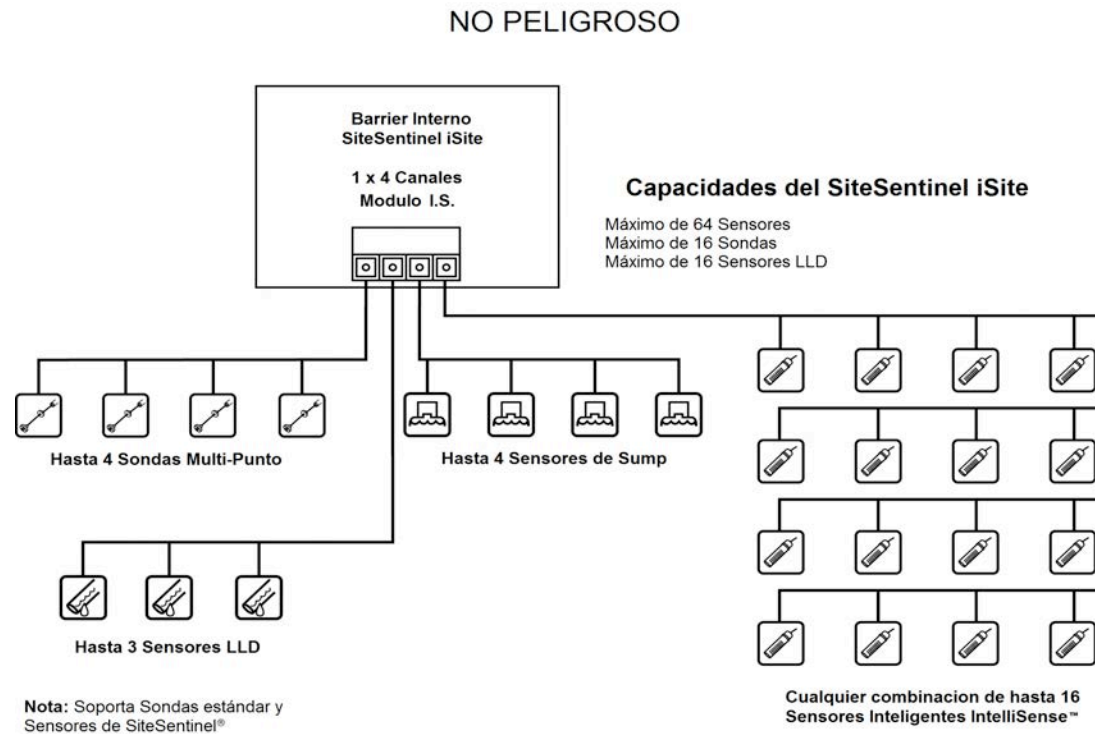 NO PELIGROSO
Barrier Interno
SiteSentinel iSite
1 x 4 Canales
Modulo I.S.
Capacidades del SiteSentinel iSite
Máximo de 64 Sensores
Máximo de 16 Sondas
Máximo de 16 Sensores LLD
Hasta 4 Sondas Multi-Punto
Hasta 4 Sensores de Sump
Hasta 3 Sensores LLD
Nota: Soporta Sondas estándar y
Sensores de SiteSentinel®
Cualquier combinacion de hasta 16
Sensores Inteligentes IntelliSense™